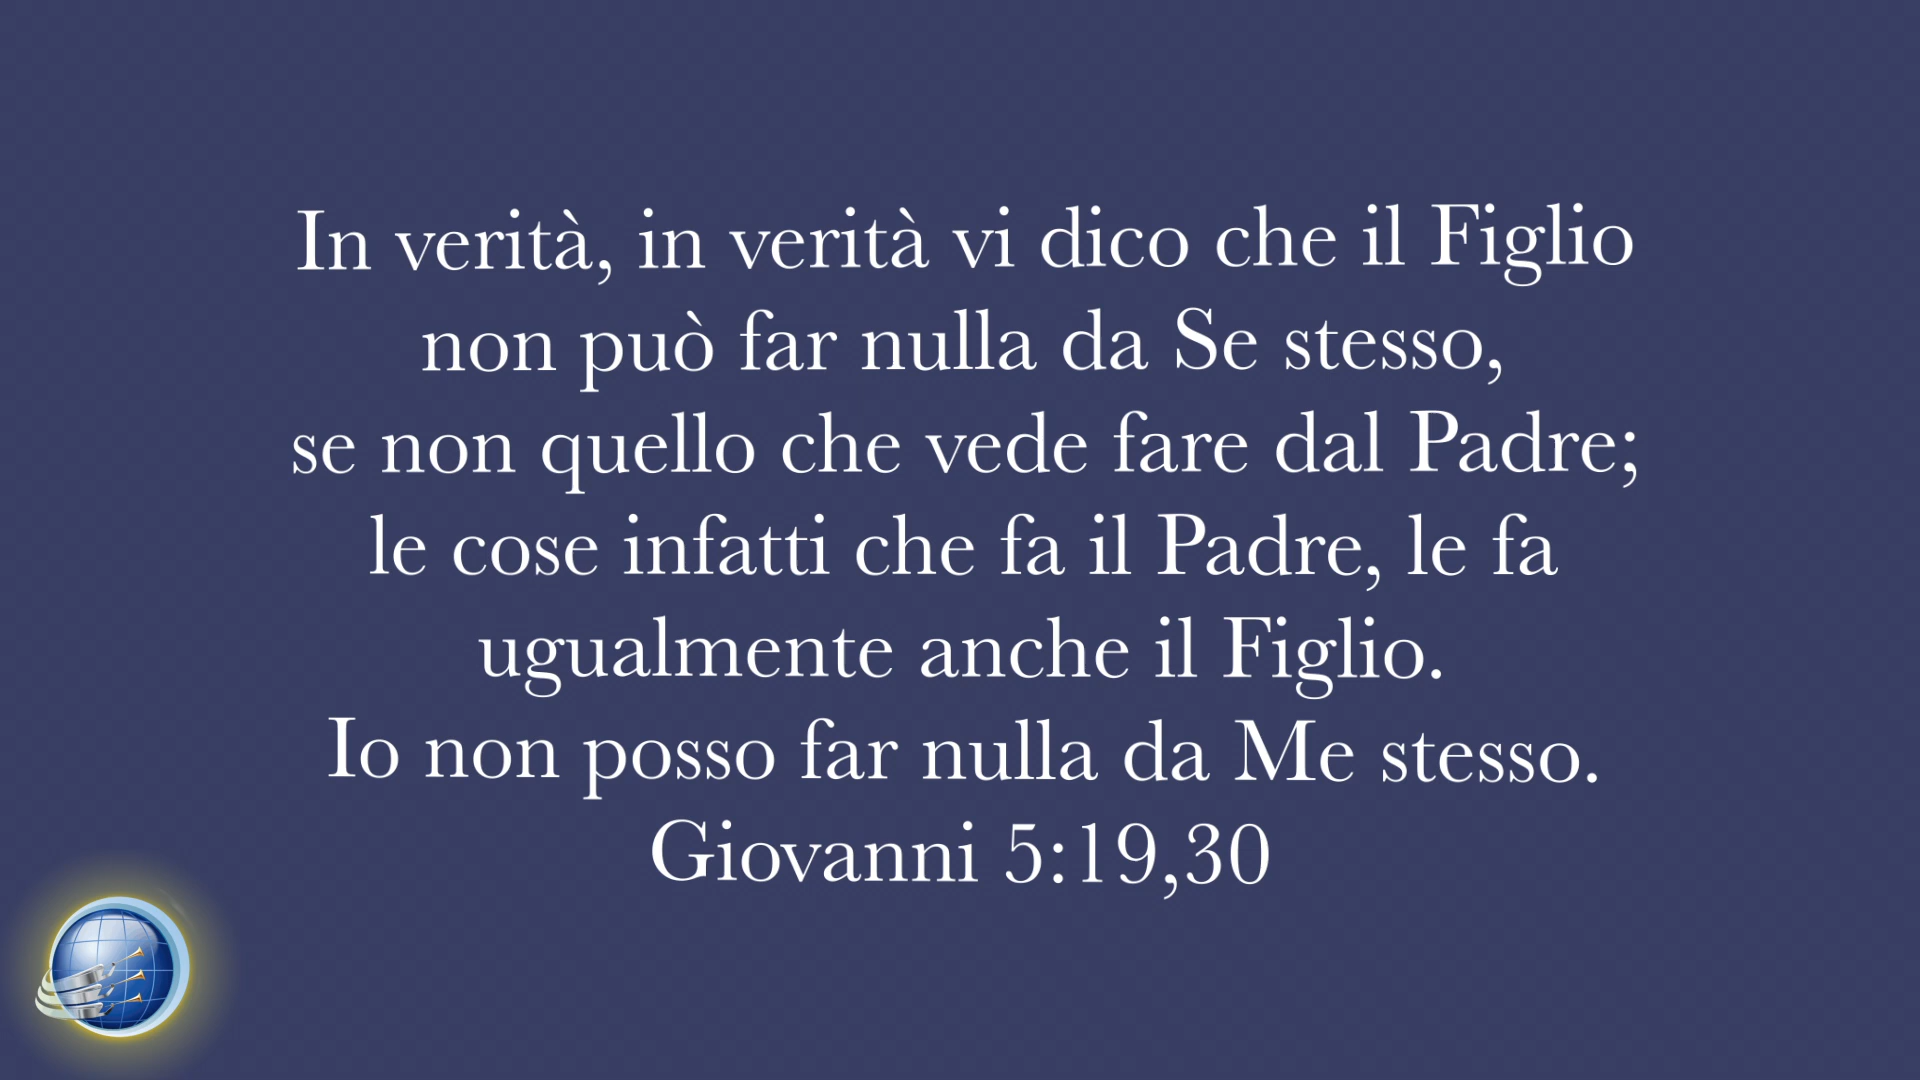 In verità, in verità vi dico che il Figlio
non può far nulla da Se stesso,
se non quello che vede fare dal Padre;
le cose infatti che fa il Padre, le fa
ugualmente anche il Figlio.
Io non posso far nulla da Me stesso.
Giovanni 5:19,30